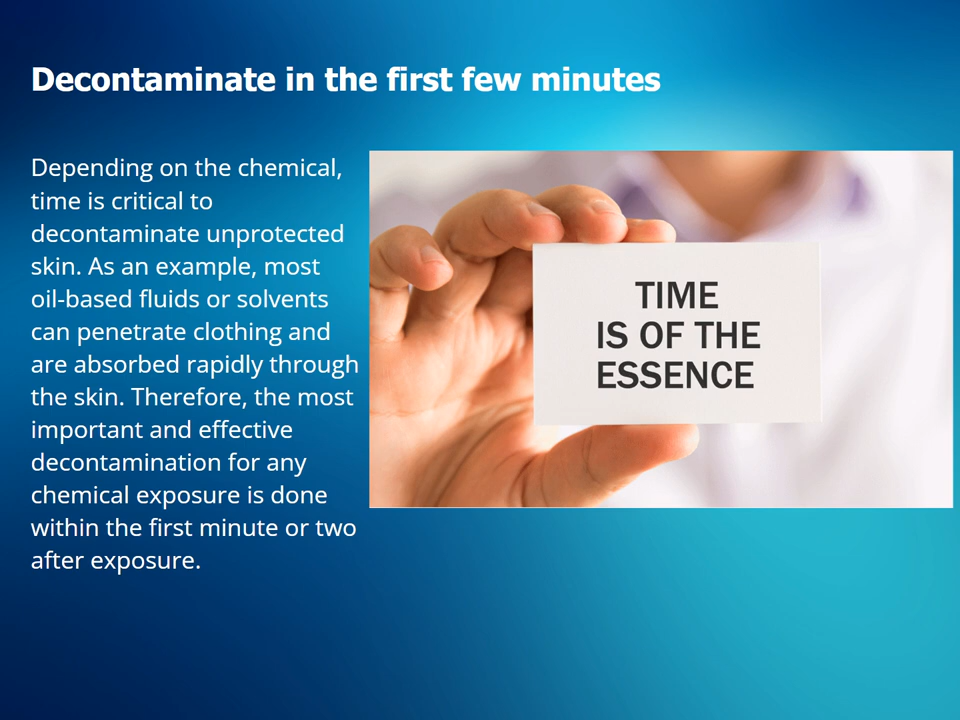 Decontaminate in the first few minutes
Depending on the chemical,
time is critical to
decontaminate unprotected
skin. As an example, most
oil-based fluids or solvents
can penetrate clothing and
are absorbed rapidly through
the skin. Therefore, the most
important and effective
decontamination for any
chemical exposure is done
within the first minute or two
after exposure.
TIME
IS OF THE
ESSENCE